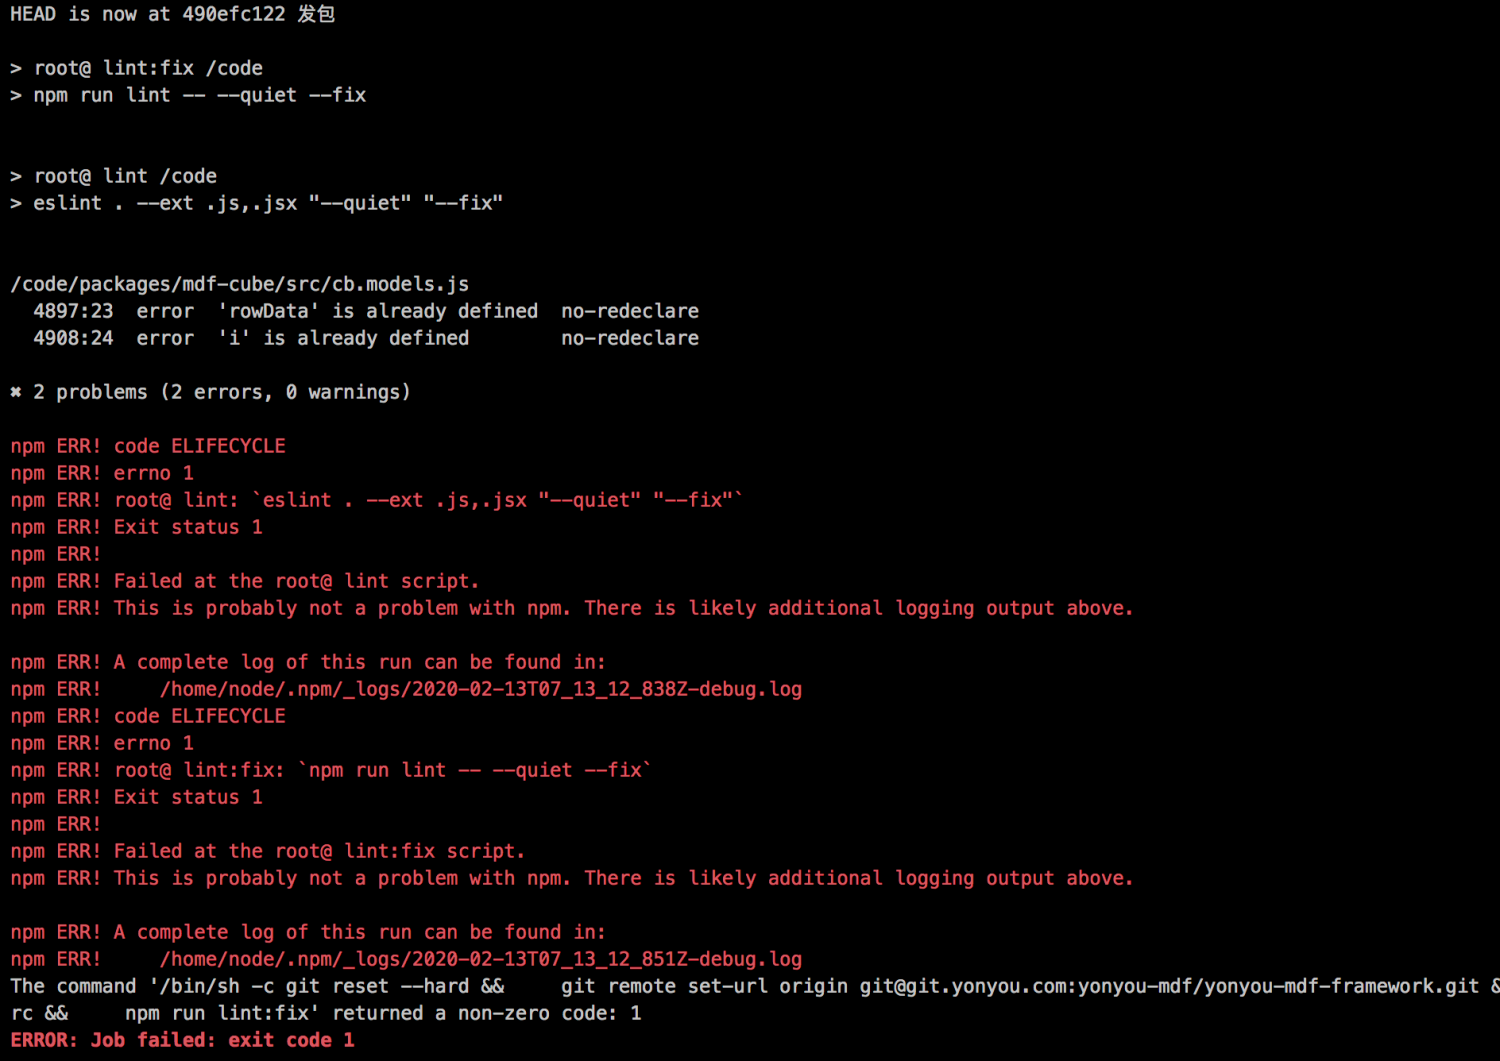 HEAD is now at 490efc122 发包
> root@ lint:fix /code
> npm run lint -- --quiet --fix
> root@ lint /code
> eslint . --ext .js,.jsx "--quiet" "--fix"
/code/packages/mdf-cube/src/cb.models.js
4897:23  error  'rowData' is already defined  no-redeclare
4908:24  error  'i' is already defined        no-redeclare
✖ 2 problems (2 errors, 0 warnings)
npm ERR! code ELIFECYCLE
npm ERR! errno 1
npm ERR! root@ lint: `eslint . --ext .js,.jsx "--quiet" "--fix"`
npm ERR! Exit status 1
npm ERR!
npm ERR! Failed at the root@ lint script.
npm ERR! This is probably not a problem with npm. There is likely additional logging output above.
npm ERR! A complete log of this run can be found in:
npm ERR!     /home/node/.npm/_logs/2020-02-13T07_13_12_838Z-debug.log
npm ERR! code ELIFECYCLE
npm ERR! errno 1
npm ERR! root@ lint:fix: `npm run lint -- --quiet --fix`
npm ERR! Exit status 1
npm ERR!
npm ERR! Failed at the root@ lint:fix script.
npm ERR! This is probably not a problem with npm. There is likely additional logging output above.
npm ERR! A complete log of this run can be found in:
npm ERR!     /home/node/.npm/_logs/2020-02-13T07_13_12_851Z-debug.log
The command '/bin/sh -c git reset --hard &&     git remote set-url origin git@git.yonyou.com:yonyou-mdf/yonyou-mdf-framework.git &
rc &&     npm run lint:fix' returned a non-zero code: 1
ERROR: Job failed: exit code 1